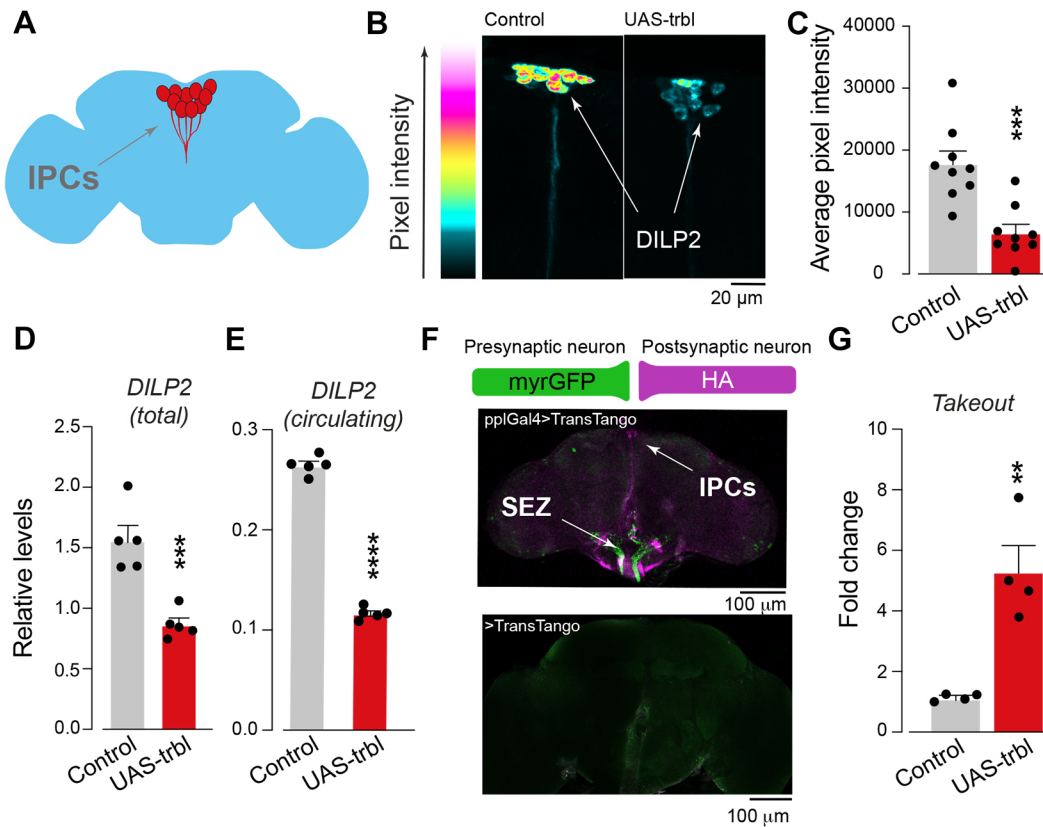 A
IPCs
B
Control
UAS-trbl
Pixel intensity
DILP2
20 µm
C
Average pixel intensity
40000
30000
20000
10000
0
***
Control
UAS-trbl
D
DILP2
(total)
Relative levels
2.5
2.0
1.5
1.0
0.5
0.0
***
Control
UAS-trbl
E
DILP2
(circulating)
0.3
0.2
0.1
0.0
****
Control
UAS-trbl
F
Presynaptic neuron
Postsynaptic neuron
myrGFP
HA
pplGal4>TransTango
IPCs
SEZ
100 µm
>TransTango
100 µm
G
Takeout
Fold change
10
8
6
4
2
0
**
Control
UAS-trbl